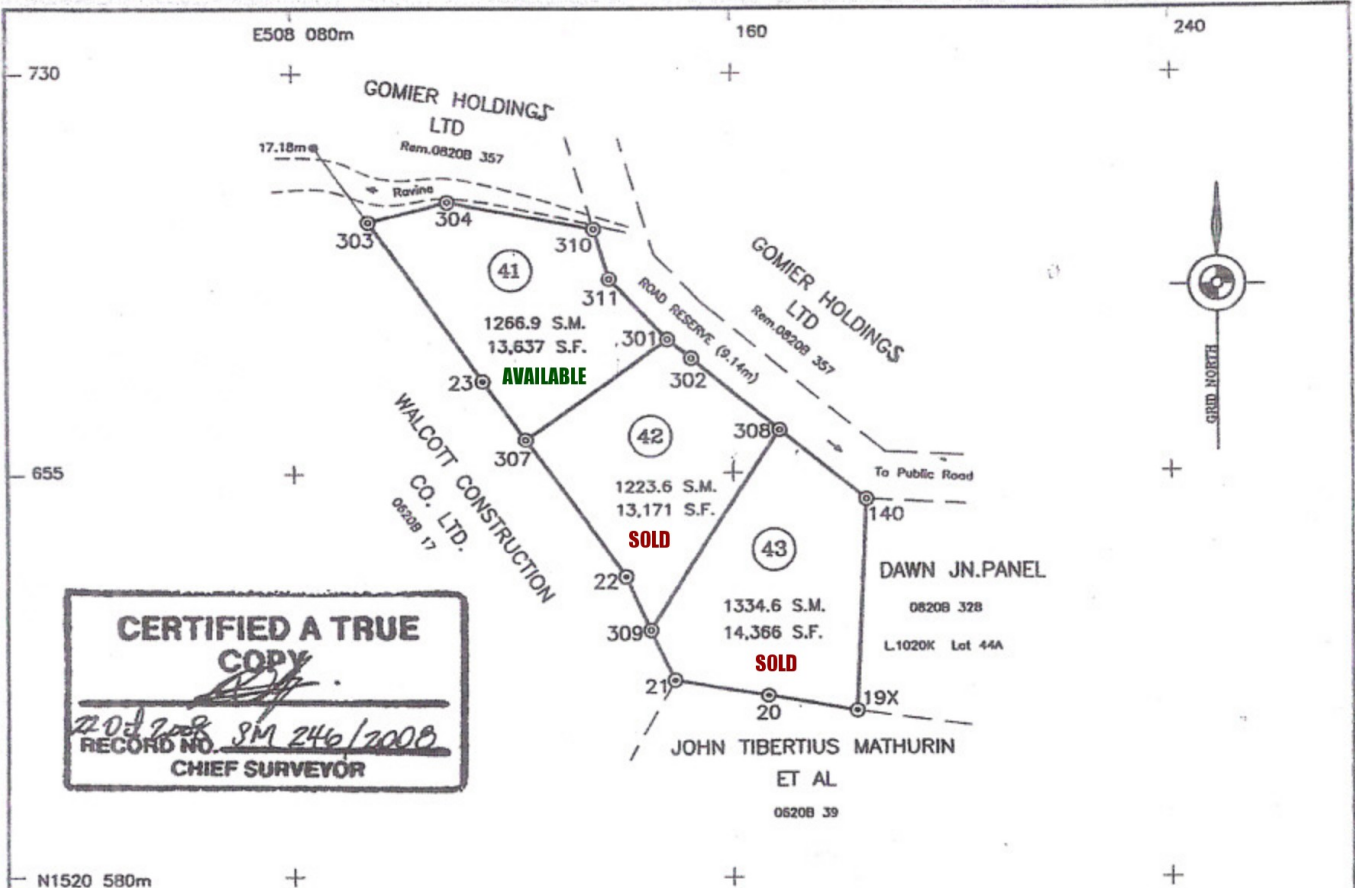 E508 080m
160
240
730
GOMIER HOLDINGS
LTD
Rem.0820B 357
17.18m
Ravine
304
303
310
41
311
1266.9 S.M.
13,637 S.F.
AVAILABLE
GOMIER HOLDINGS
LTD
Rem.0820B 357
ROAD RESERVE (9.14m)
301
302
23
307
308
WALCOTT CONSTRUCTION
CO. LTD.
0620B 17
42
1223.6 S.M.
13,171 S.F.
SOLD
GRID NORTH
655
To Public Road
140
43
1334.6 S.M.
14,366 S.F.
SOLD
DAWN JN.PANEL
0820B 328
L.1020K Lot 44A
22
309
21
20
19X
JOHN TIBERTIUS MATHURIN
ET AL
0620B 39
CERTIFIED A TRUE
COPY
2008
RECORD NO. SM 246/2008
CHIEF SURVEYOR
N1520 580m